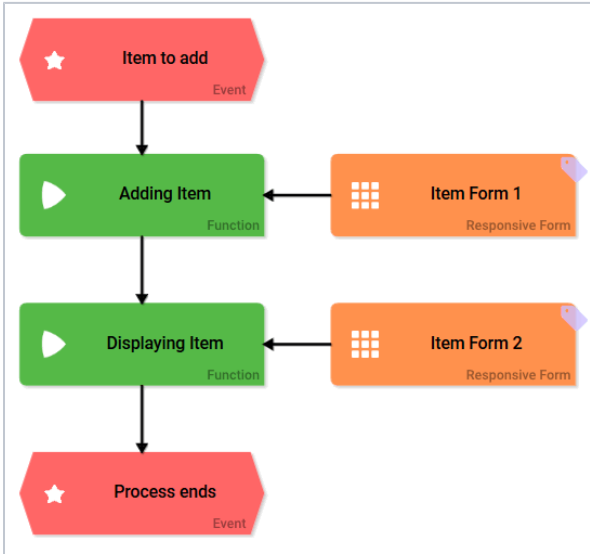 Item to add
Event
Adding Item
Function
Item Form 1
Responsive Form
Displaying Item
Function
Item Form 2
Responsive Form
Process ends
Event